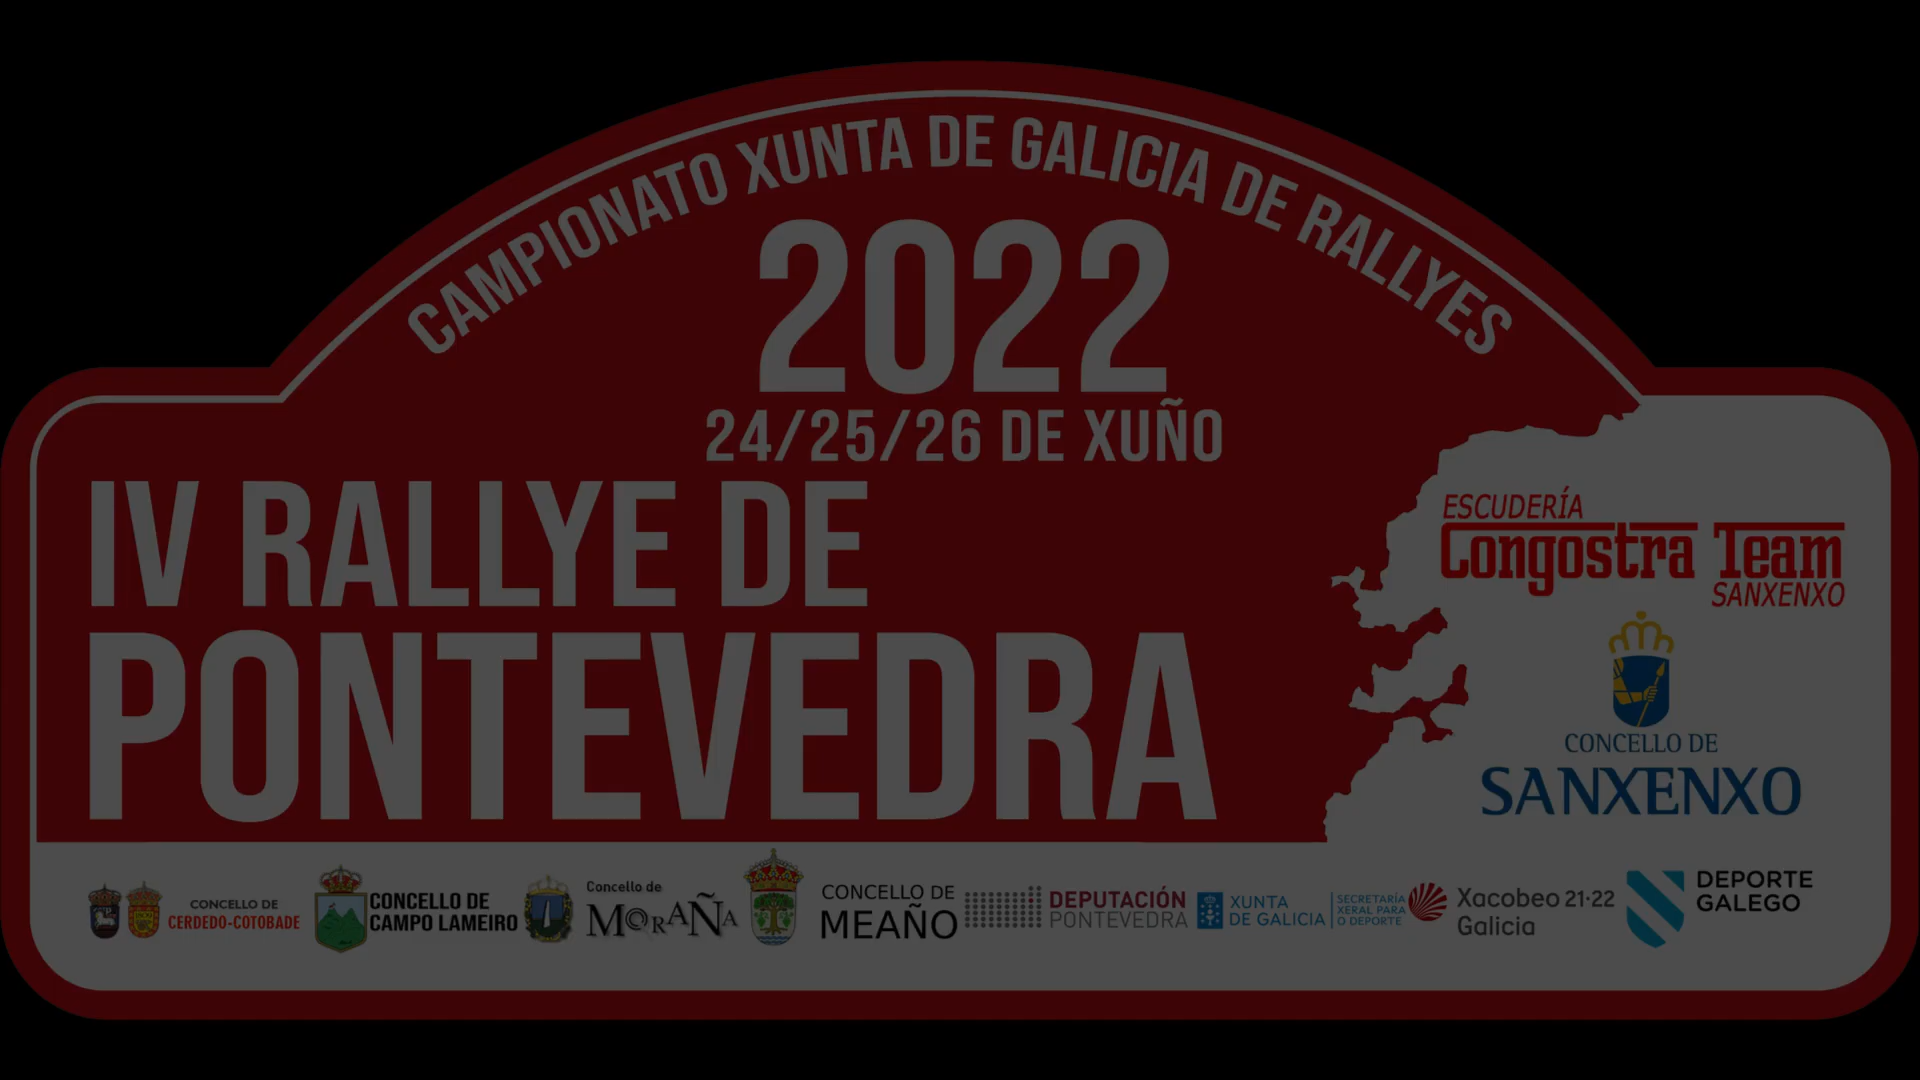 CAMPIONATO XUNTA DE GALICIA DE RALLYES
2022
24/25/26 DE XUÑO
IV RALLYE DE
PONTEVEDRA
ESCUDERÍA
Congostra Team
SANXENXO
CONCELLO DE
SANXENXO
CONCELLO DE
CERDEDO-COTOBADE
CONCELLO DE
CAMPO LAMEIRO
Concello de
MORAÑA
CONCELLO DE
MEAÑO
DEPUTACIÓN
PONTEVEDRA
XUNTA
DE GALICIA
SECRETARÍA
XERAL PARA
O DEPORTE
Xacobeo 21·22
Galicia
DEPORTE
GALEGO